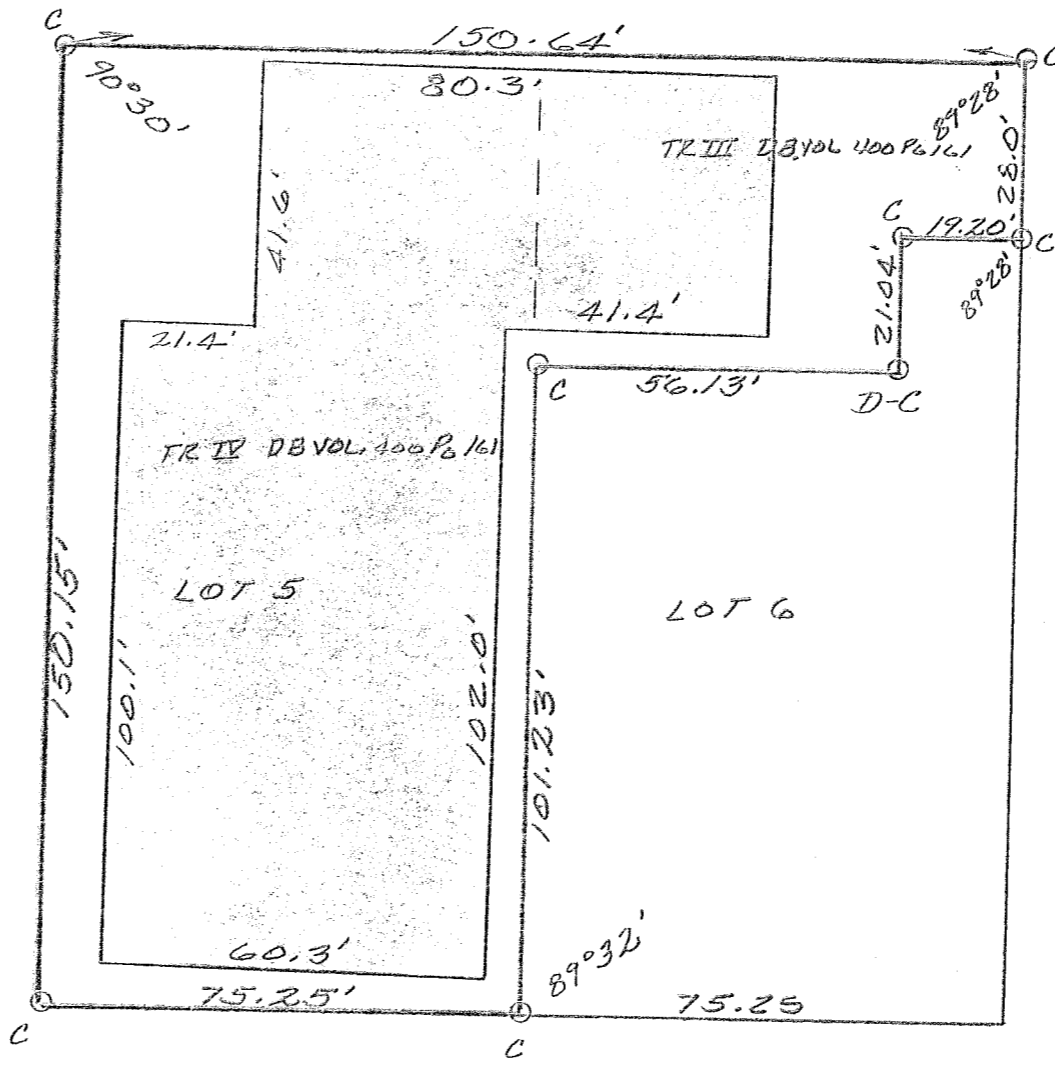 C
150.64'
C
90°30'
80.3'
89°28'
TR III DB VOL 400 PG 161
28.0'
41.6'
C
19.20'
C
21.04'
89°28'
41.4'
21.4'
C
56.13'
D-C
TR IV DB VOL. 400 PG 161
LOT 5
LOT 6
150.15'
100.1'
102.0'
101.23'
89°32'
60.3'
75.25'
75.25
C
C